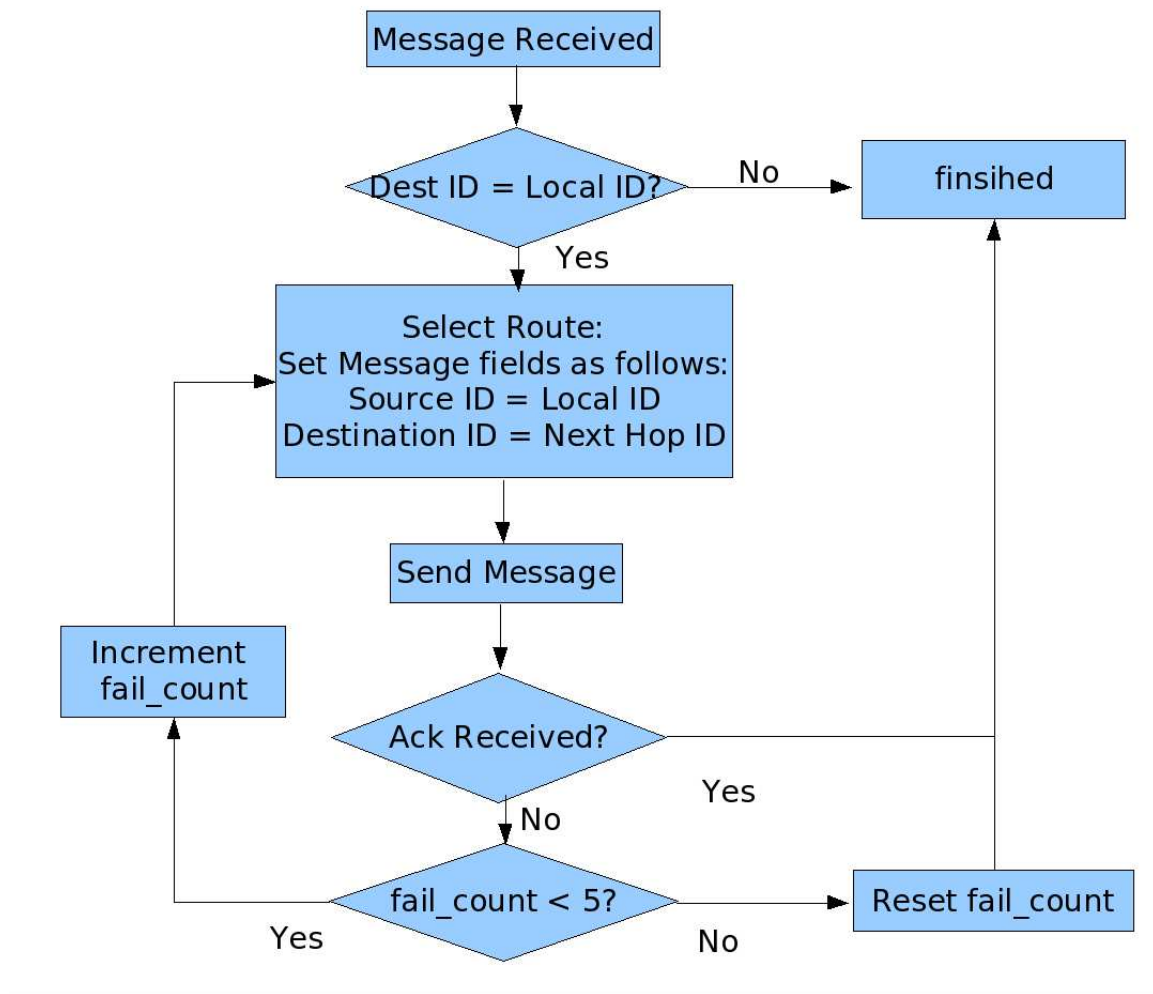 Message Received
Dest ID = Local ID?
No
finsihed
Yes
Select Route:
Set Message fields as follows:
Source ID = Local ID
Destination ID = Next Hop ID
Send Message
Increment
fail_count
Ack Received?
Yes
No
fail_count < 5?
Reset fail_count
Yes
No